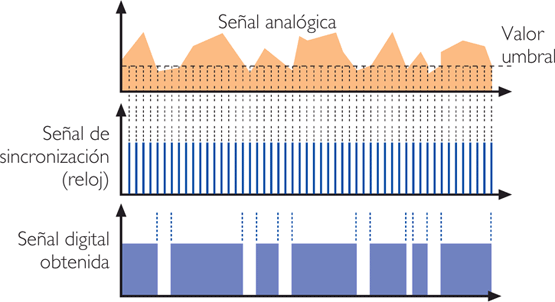 Señal analógica
Valor
umbral
Señal de
sincronización
(reloj)
Señal digital
obtenida